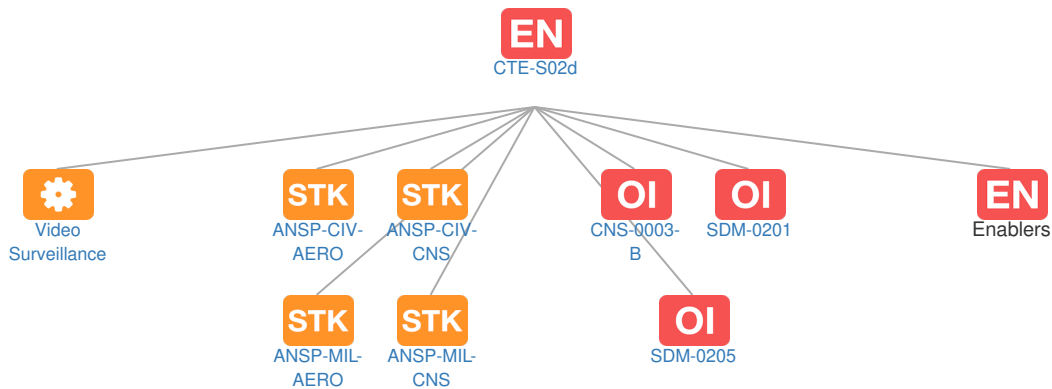 EN
CTE-S02d
Video
Surveillance
STK
ANSP-CIV-
AERO
STK
ANSP-CIV-
CNS
OI
CNS-0003-
B
OI
SDM-0201
EN
Enablers
STK
ANSP-MIL-
AERO
STK
ANSP-MIL-
CNS
OI
SDM-0205